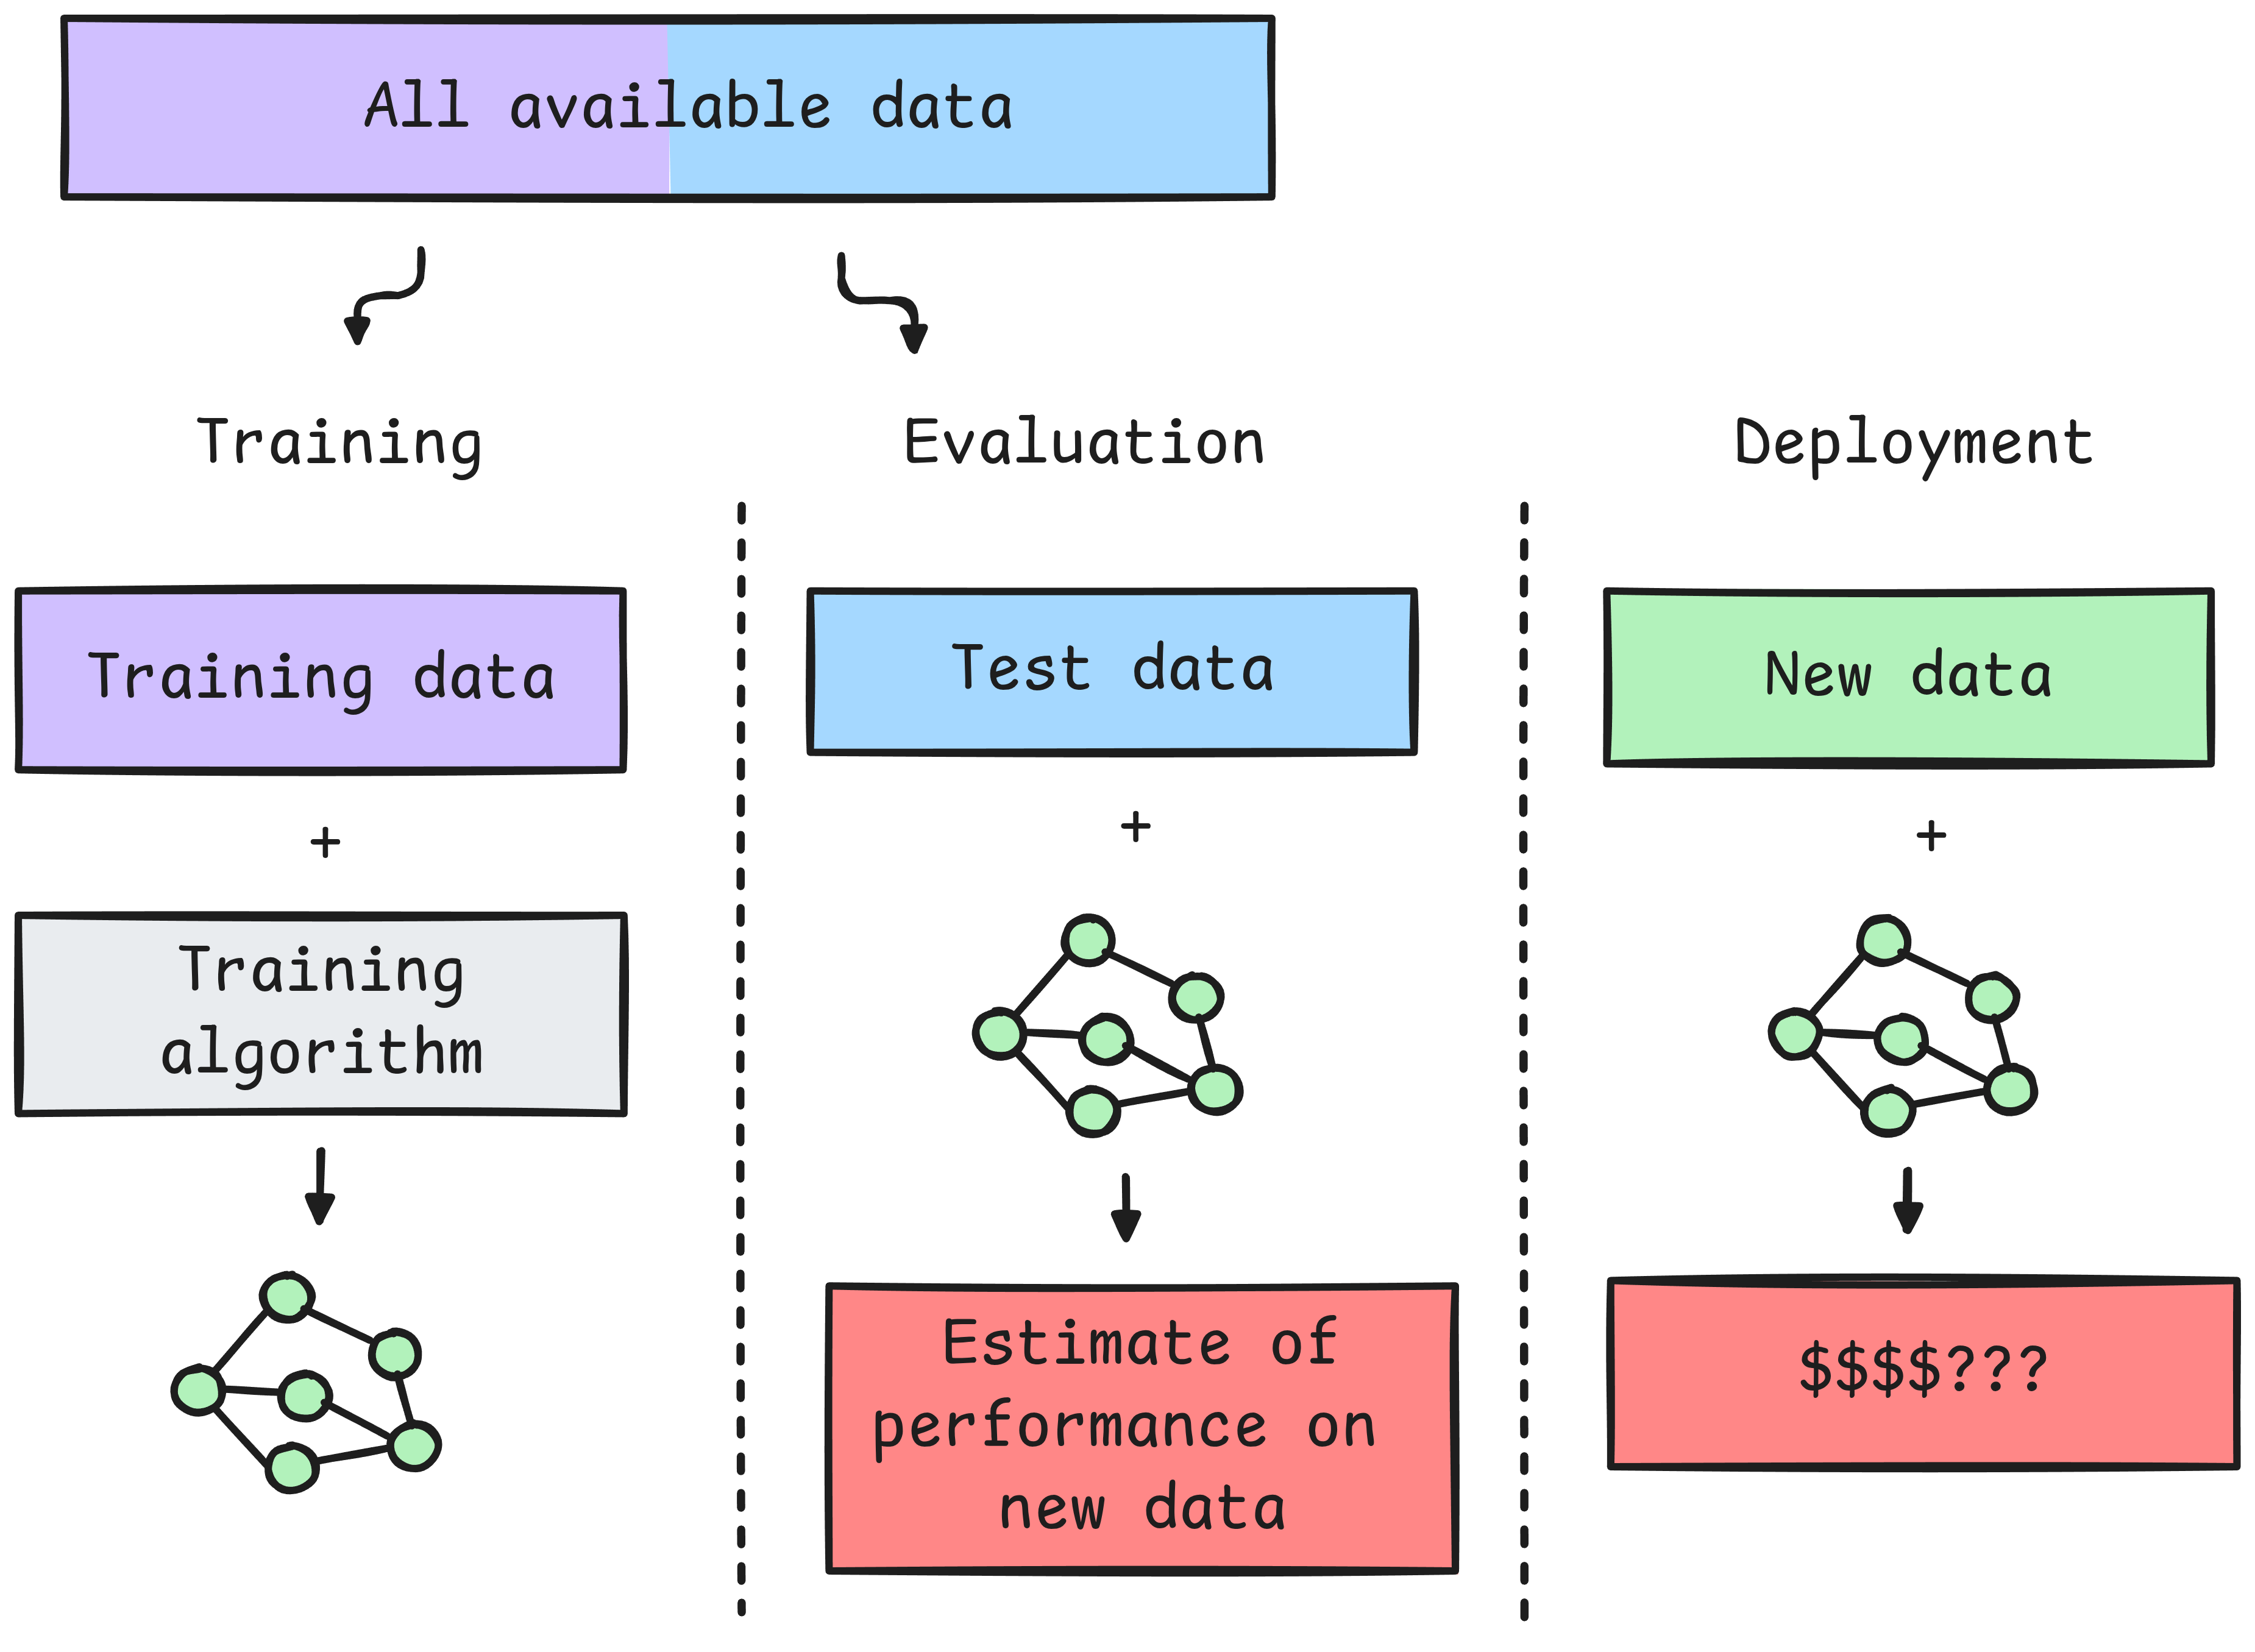 All available data
Training
Evaluation
Deployment
Training data
Test data
New data
+
+
+
Training
algorithm
Estimate of
performance on
new data
$$$$???